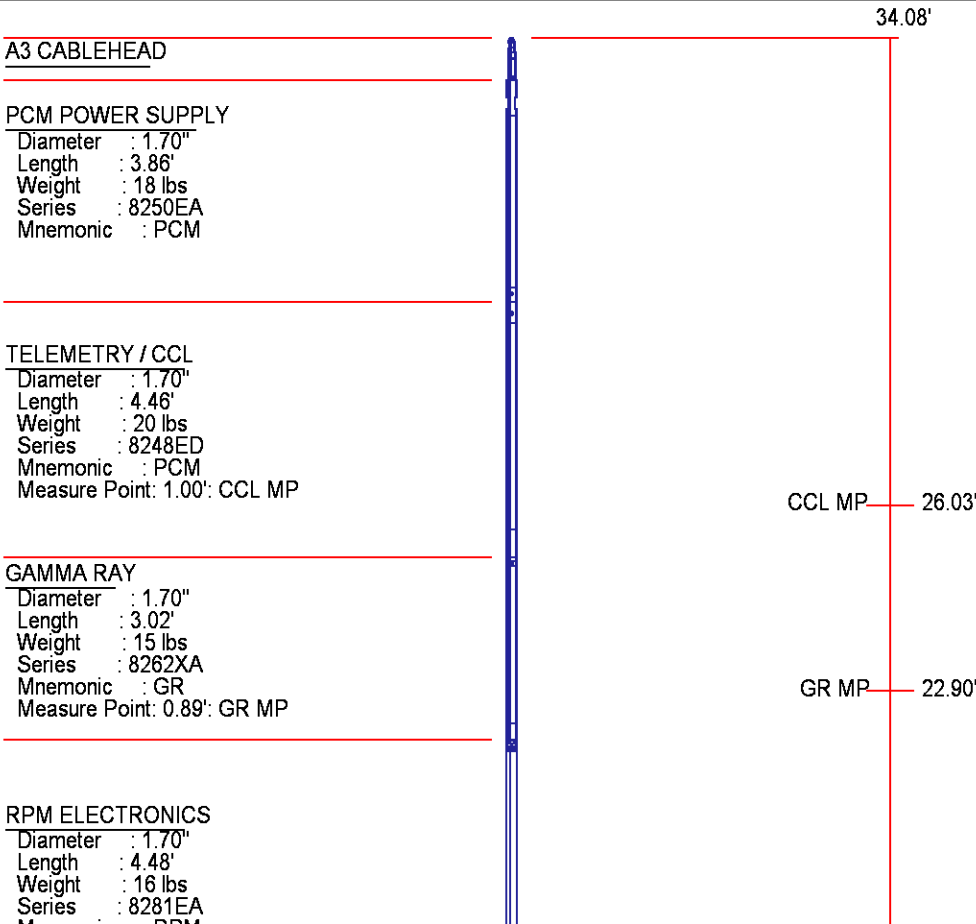 34.08'
A3 CABLEHEAD
PCM POWER SUPPLY
Diameter : 1.70"
Length : 3.86'
Weight : 18 lbs
Series : 8250EA
Mnemonic : PCM
TELEMETRY / CCL
Diameter : 1.70"
Length : 4.46'
Weight : 20 lbs
Series : 8248ED
Mnemonic : PCM
Measure Point: 1.00': CCL MP
CCL MP 26.03'
GAMMA RAY
Diameter : 1.70"
Length : 3.02'
Weight : 15 lbs
Series : 8262XA
Mnemonic : GR
Measure Point: 0.89': GR MP
GR MP 22.90'
RPM ELECTRONICS
Diameter : 1.70"
Length : 4.48'
Weight : 16 lbs
Series : 8281EA